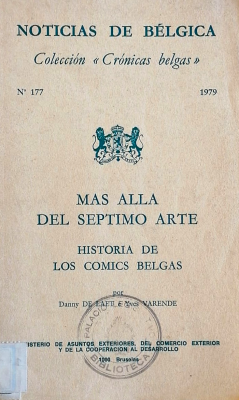 NOTICIAS DE BÉLGICA
Colección « Crónicas belgas »
Nº 177 1979
MAS ALLA
DEL SEPTIMO ARTE
HISTORIA DE
LOS COMICS BELGAS
por
Danny DE LAET e Yves VARENDE
PALACIO
BIBLIOTECA
MINISTERIO DE ASUNTOS EXTERIORES, DEL COMERCIO EXTERIOR
Y DE LA COOPERACION AL DESARROLLO
1000 Bruselas